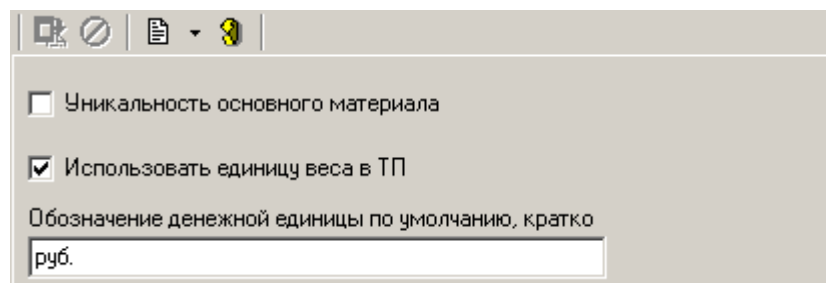 Уникальность основного материала
Использовать единицу веса в ТП
Обозначение денежной единицы по умолчанию, кратко
руб.